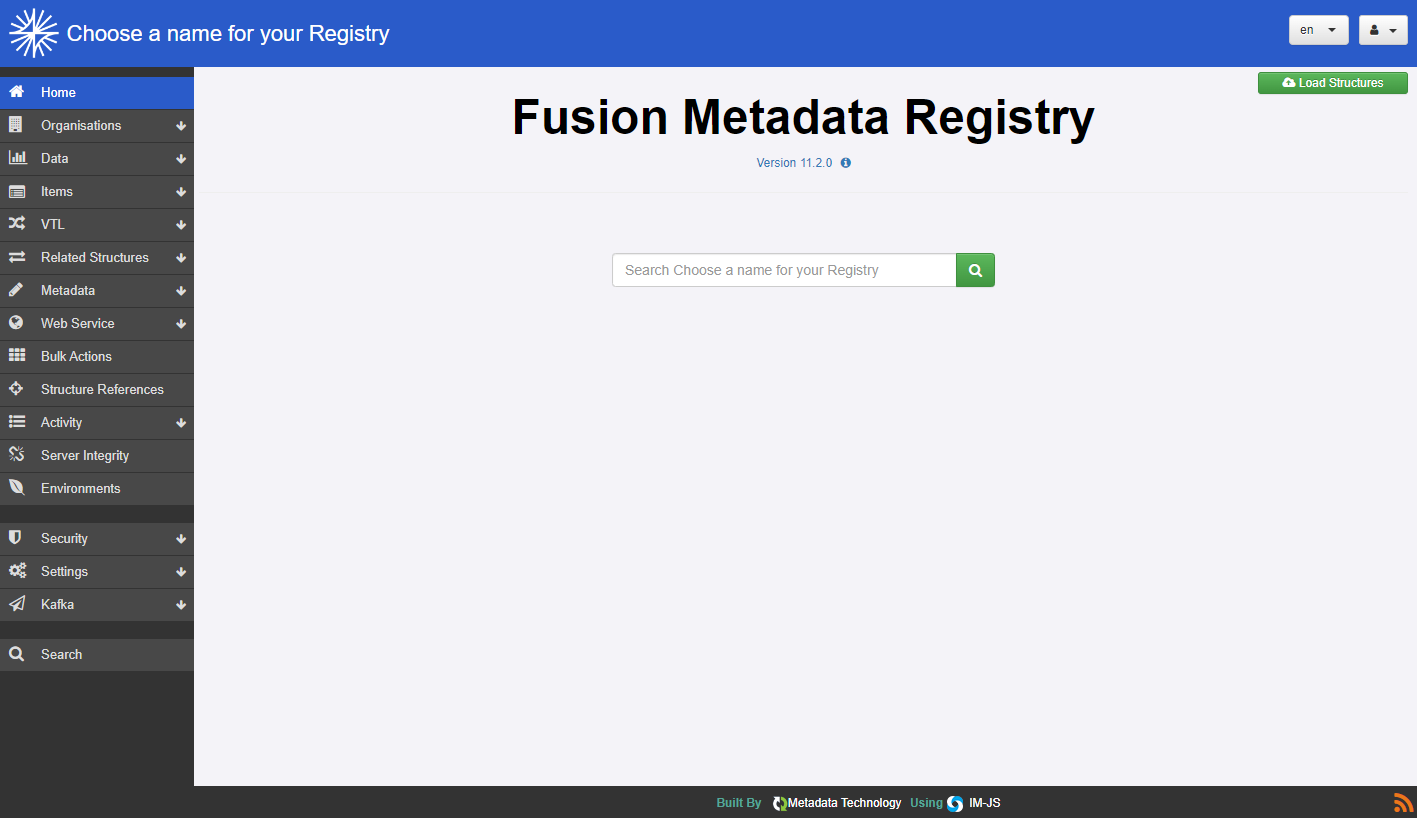 Choose a name for your Registry
en
Home
Organisations
Data
Items
VTL
Related Structures
Metadata
Web Service
Bulk Actions
Structure References
Activity
Server Integrity
Environments
Security
Settings
Kafka
Search
Load Structures
Fusion Metadata Registry
Version 11.2.0
Search Choose a name for your Registry
Built By Metadata Technology Using IM-JS